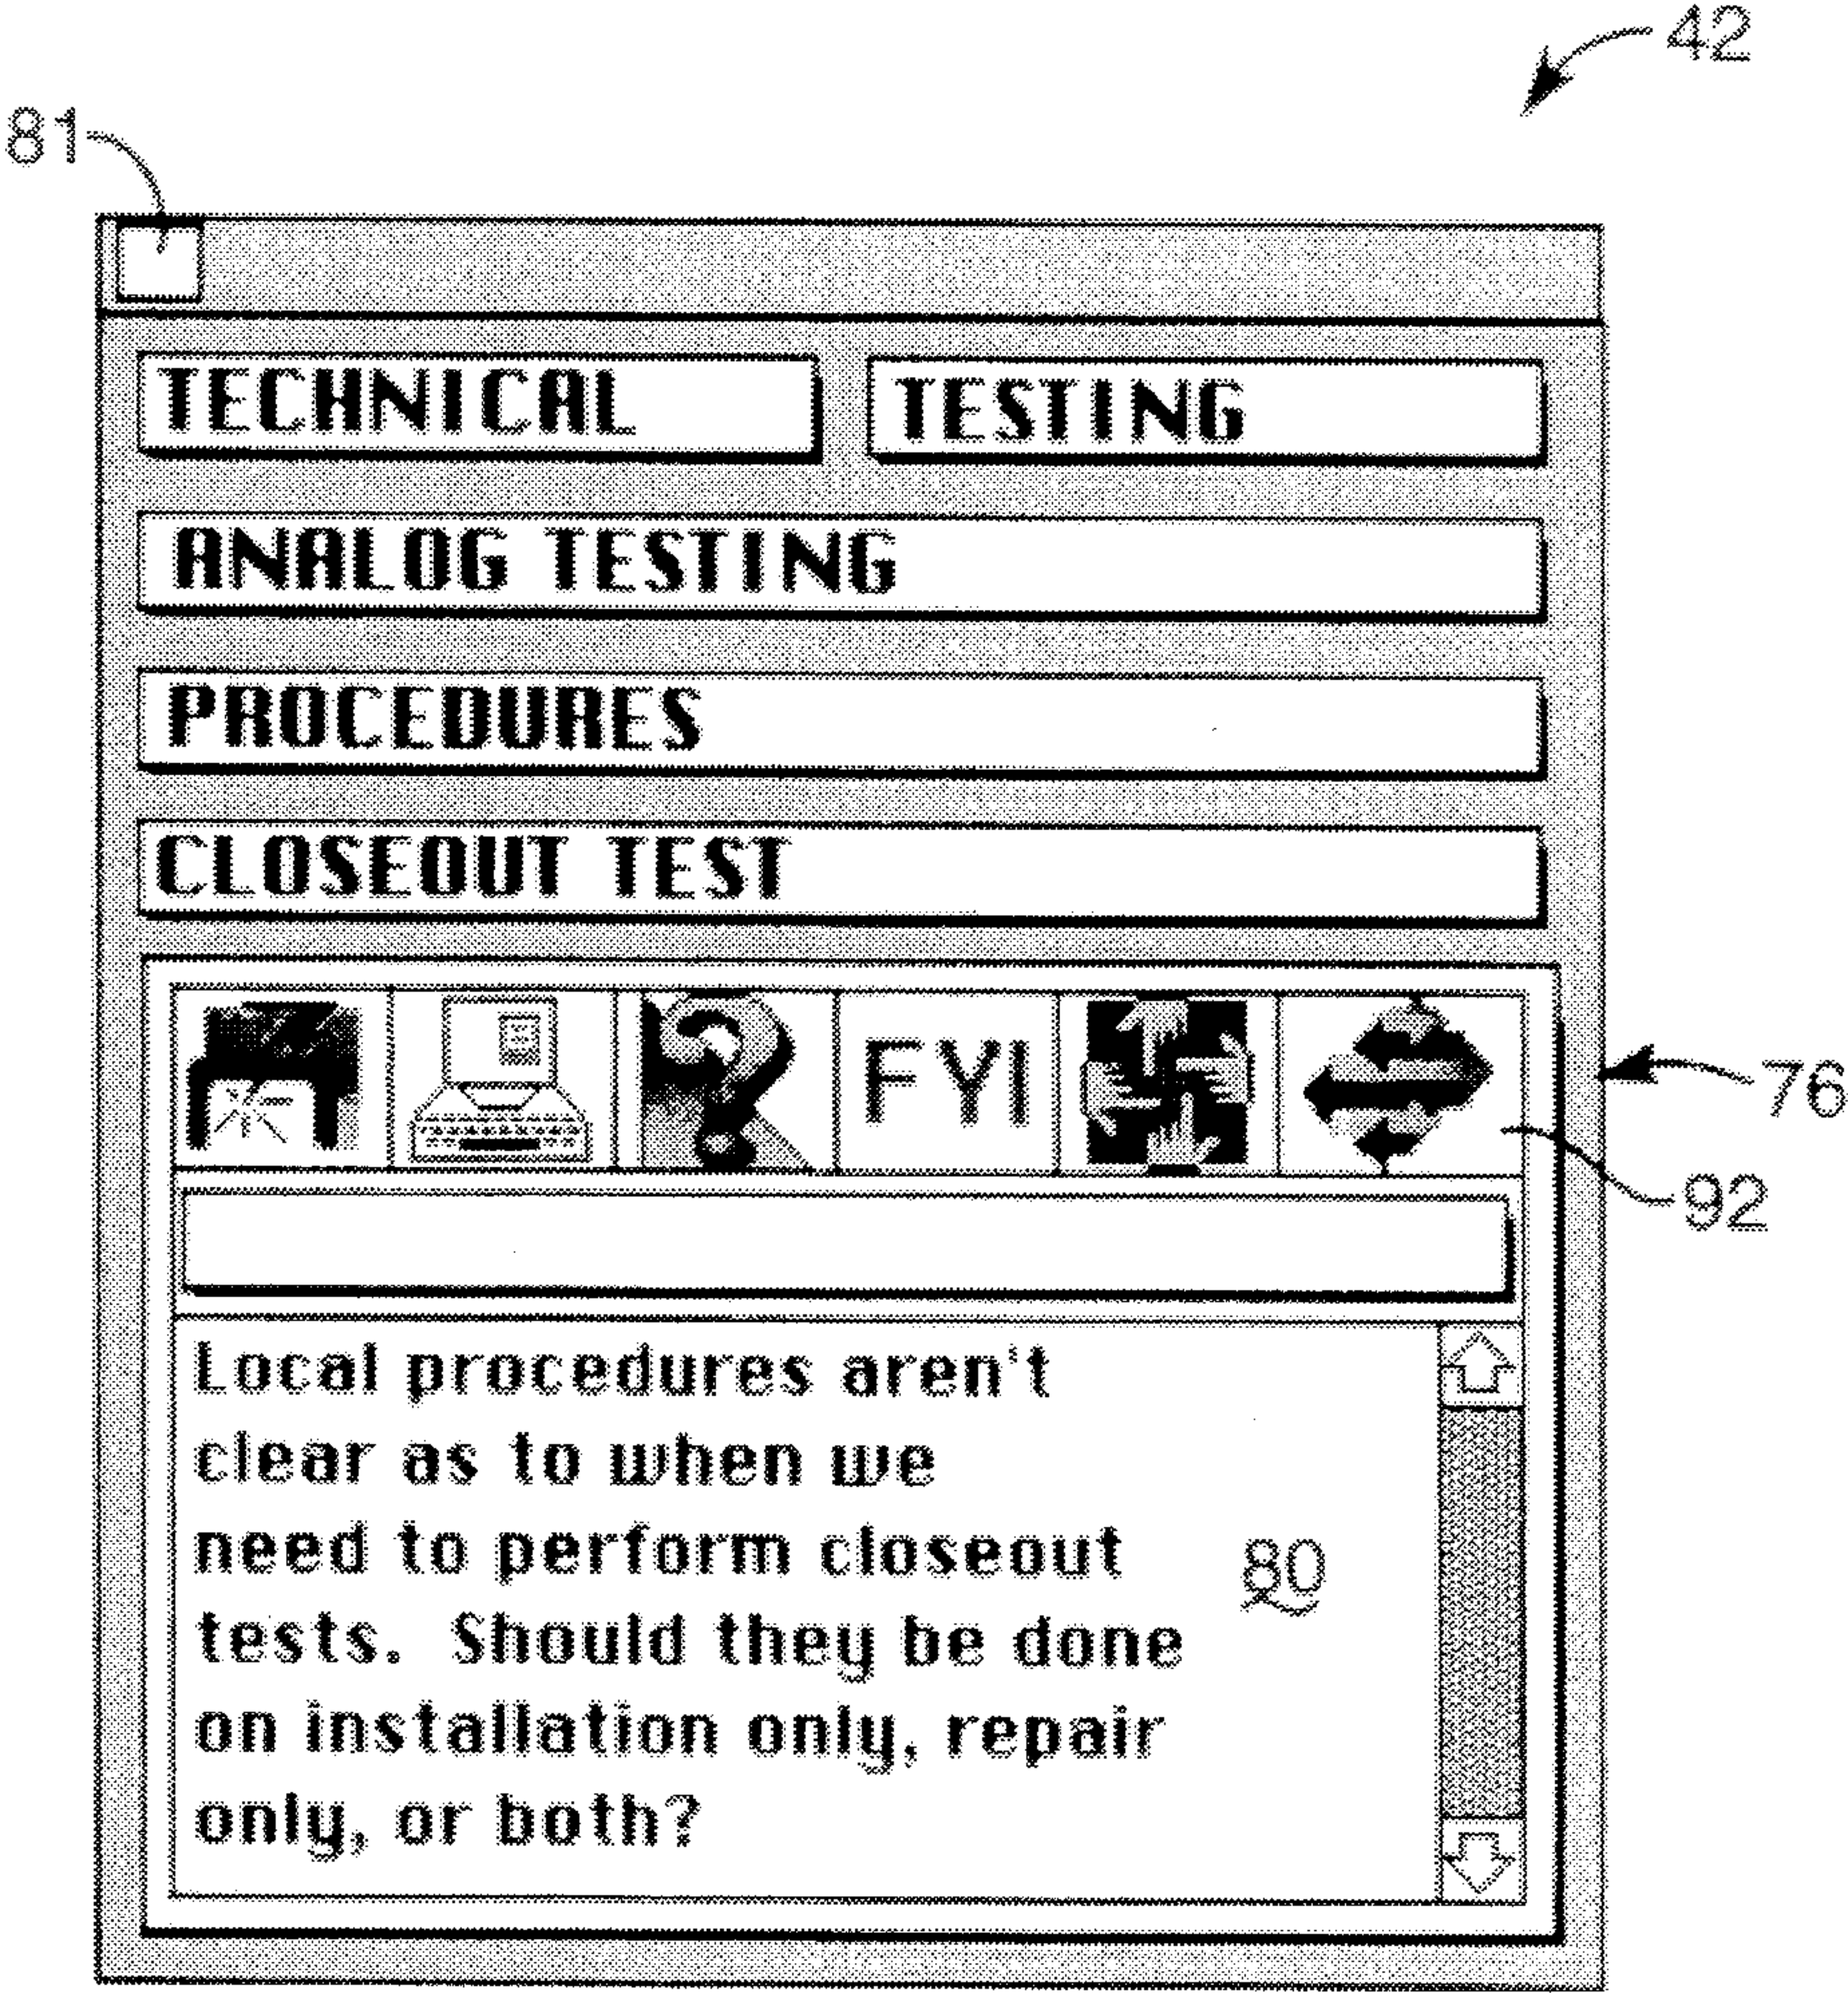 42
81
TECHNICAL TESTING
ANALOG TESTING
PROCEDURES
CLOSEOUT TEST
FYI
76
92
Local procedures aren't
clear as to when we
need to perform closeout
80
tests. Should they be done
on installation only, repair
only, or both?